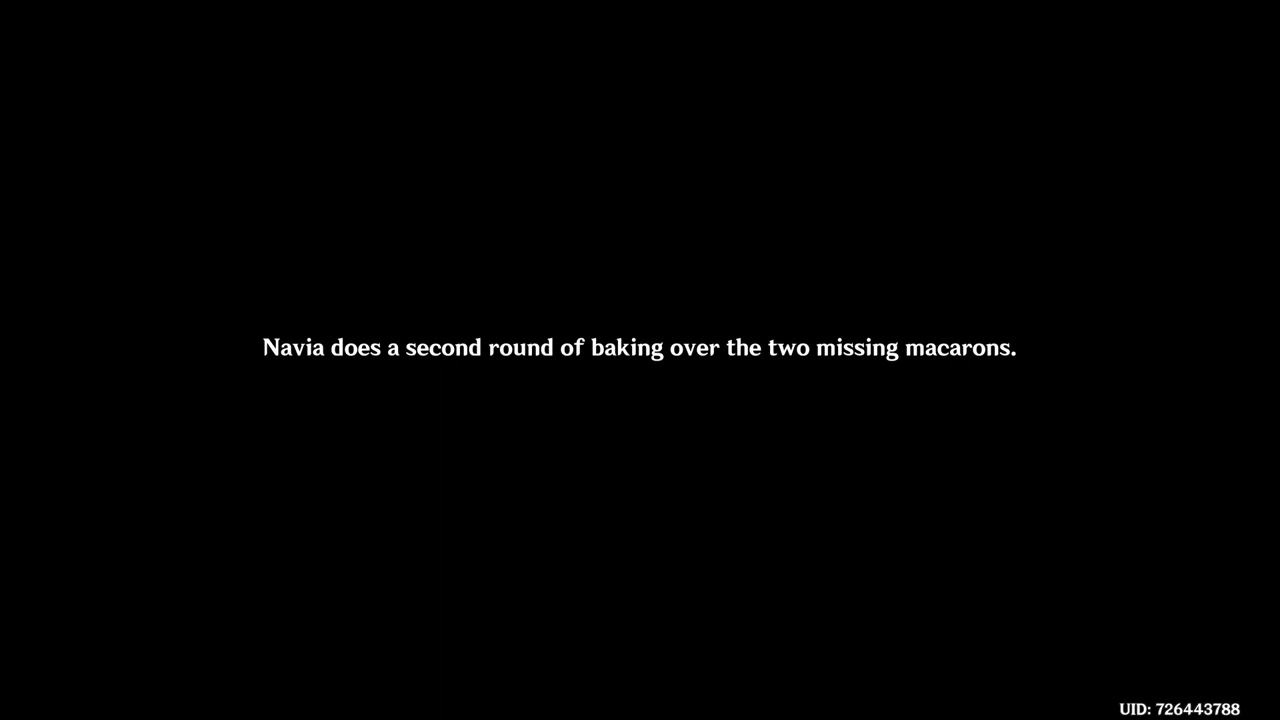 Navia does a second round of baking over the two missing macarons.
UID: 726443788